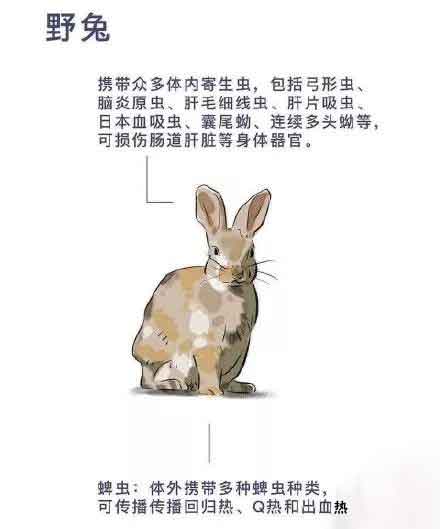 野兔
携带众多体内寄生虫，包括弓形虫、
脑炎原虫、肝毛细线虫、肝片吸虫、
日本血吸虫、囊尾蚴、连续多头蚴等，
可损伤肠道肝脏等身体器官。
蜱虫：体外携带多种蜱虫种类，
可传播传播回归热、Q热和出血热